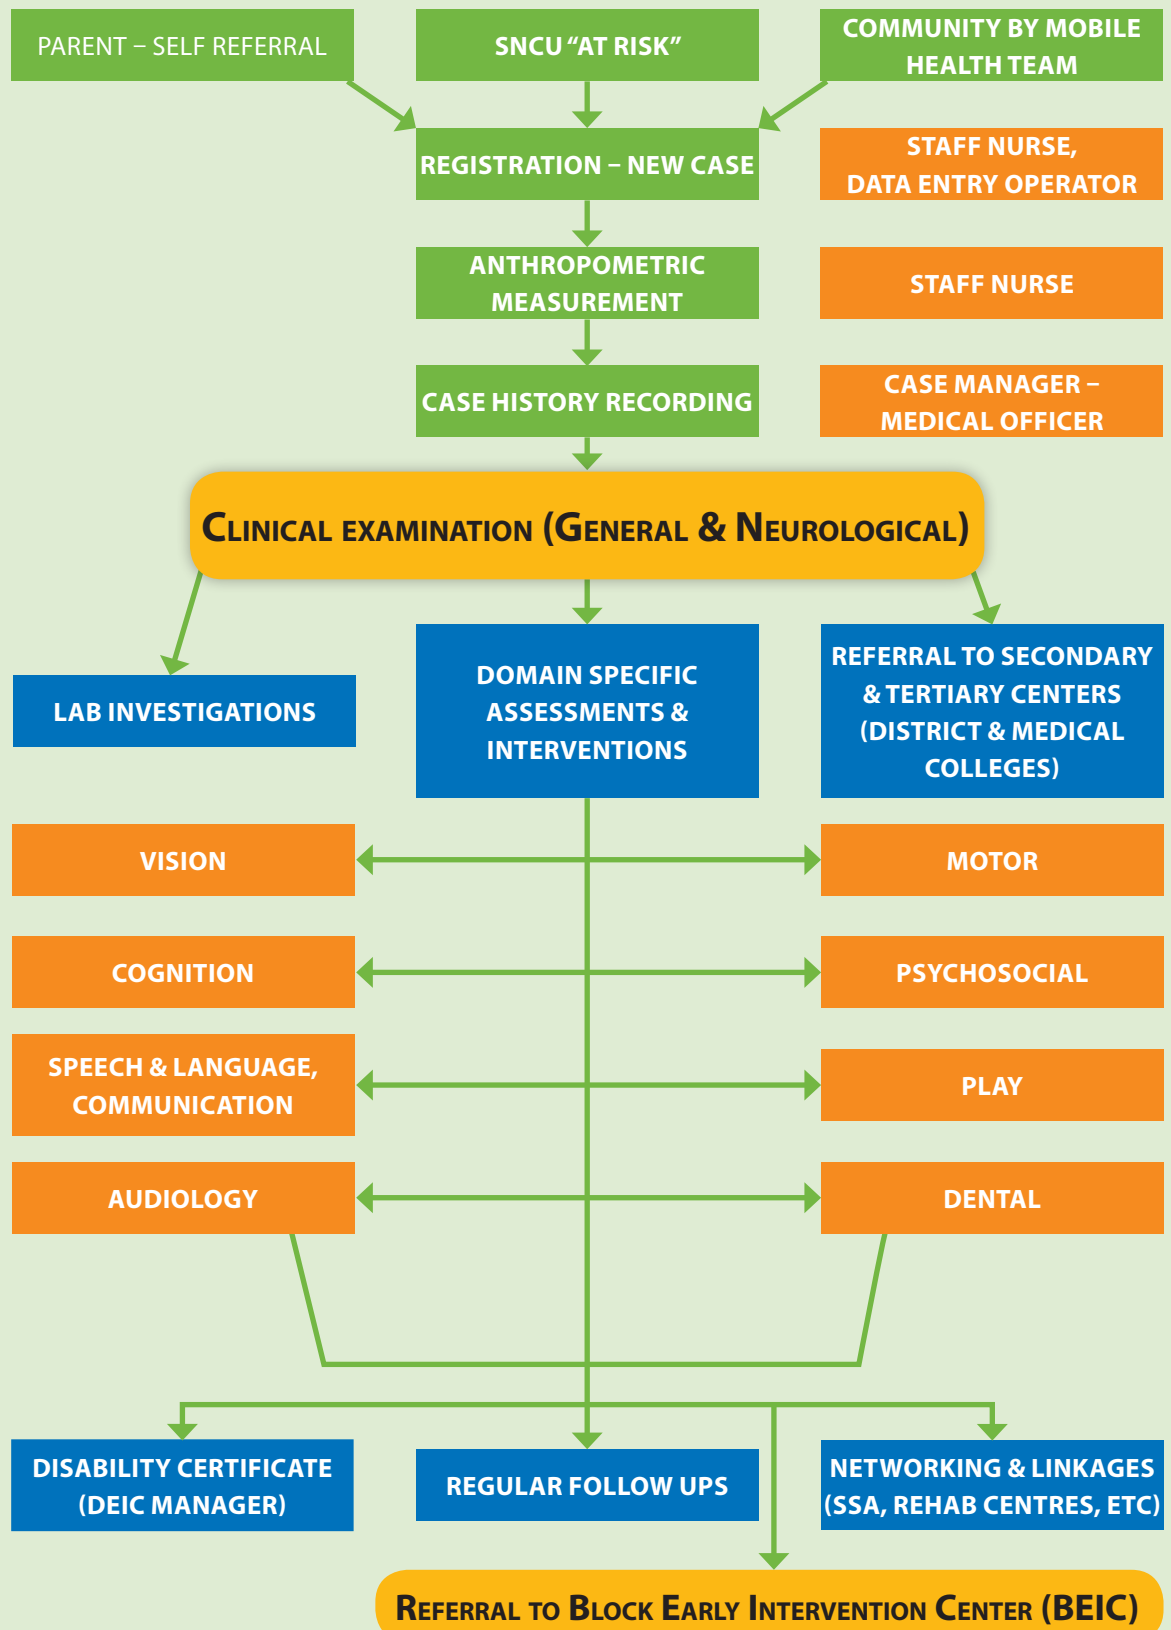 PARENT – SELF REFERRAL
SNCU “AT RISK”
COMMUNITY BY MOBILE
HEALTH TEAM
REGISTRATION – NEW CASE
STAFF NURSE,
DATA ENTRY OPERATOR
ANTHROPOMETRIC
MEASUREMENT
STAFF NURSE
CASE HISTORY RECORDING
CASE MANAGER –
MEDICAL OFFICER
CLINICAL EXAMINATION (GENERAL & NEUROLOGICAL)
LAB INVESTIGATIONS
DOMAIN SPECIFIC
ASSESSMENTS &
INTERVENTIONS
REFERRAL TO SECONDARY
& TERTIARY CENTERS
(DISTRICT & MEDICAL
COLLEGES)
VISION
MOTOR
COGNITION
PSYCHOSOCIAL
SPEECH & LANGUAGE,
COMMUNICATION
PLAY
AUDIOLOGY
DENTAL
DISABILITY CERTIFICATE
(DEIC MANAGER)
REGULAR FOLLOW UPS
NETWORKING & LINKAGES
(SSA, REHAB CENTRES, ETC)
REFERRAL TO BLOCK EARLY INTERVENTION CENTER (BEIC)